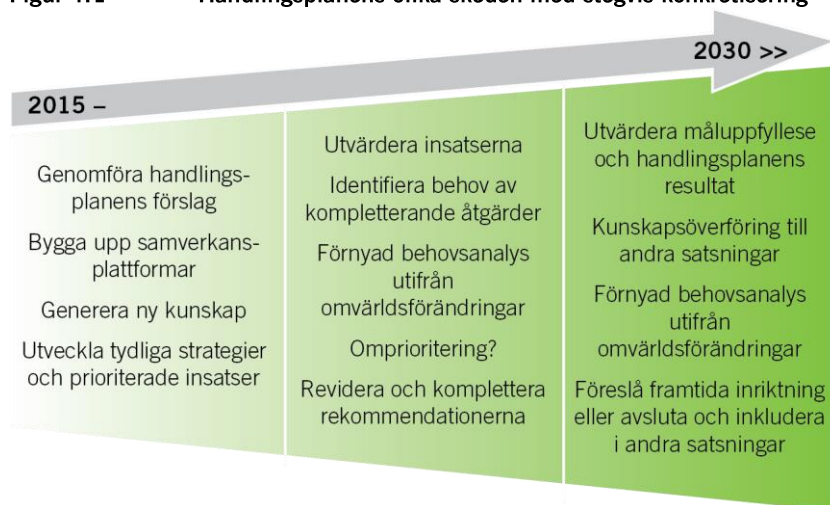 Handlingsplanens olika skeden med stegvis konkretisering
2015 –
2030 >>
Genomföra handlings-
planens förslag
Bygga upp samverkans-
plattformar
Generera ny kunskap
Utveckla tydliga strategier
och prioriterade insatser
Utvärdera insatserna
Identifiera behov av
kompletterande åtgärder
Förnyad behovsanalys
utifrån
omvärldsförändringar
Omprioritering?
Revidera och komplettera
rekommendationerna
Utvärdera måluppfyllese
och handlingsplanens
resultat
Kunskapsöverföring till
andra satsningar
Förnyad behovsanalys
utifrån
omvärldsförändringar
Föreslå framtida inriktning
eller avsluta och inkludera
i andra satsningar